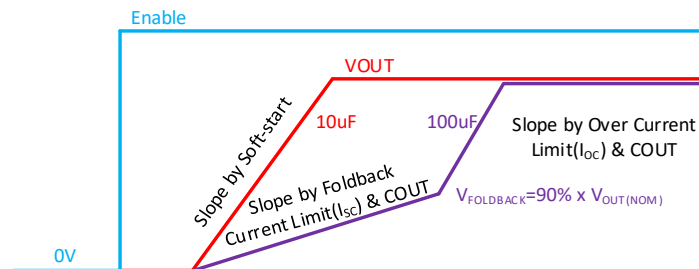 Enable
VOUT
Slope by Soft-start
10uF
100uF
Slope by Over Current
Limit(IOC) & COUT
Slope by Foldback
Current Limit(ISC) & COUT
VFOLDBACK=90% x VOUT(NOM)
0V